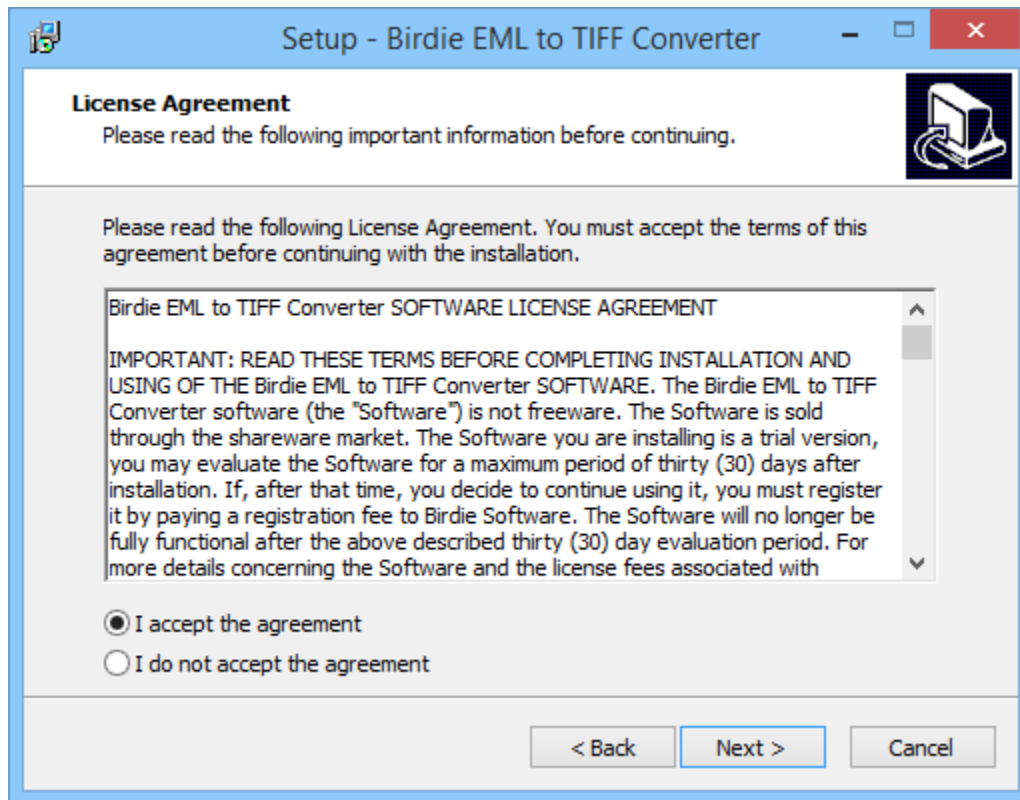 Setup - Birdie EML to TIFF Converter
License Agreement
Please read the following important information before continuing.
Please read the following License Agreement. You must accept the terms of this
agreement before continuing with the installation.
Birdie EML to TIFF Converter SOFTWARE LICENSE AGREEMENT
IMPORTANT: READ THESE TERMS BEFORE COMPLETING INSTALLATION AND
USING OF THE Birdie EML to TIFF Converter SOFTWARE. The Birdie EML to TIFF
Converter software (the "Software") is not freeware. The Software is sold
through the shareware market. The Software you are installing is a trial version,
you may evaluate the Software for a maximum period of thirty (30) days after
installation. If, after that time, you decide to continue using it, you must register
it by paying a registration fee to Birdie Software. The Software will no longer be
fully functional after the above described thirty (30) day evaluation period. For
more details concerning the Software and the license fees associated with
I accept the agreement
I do not accept the agreement
< Back
Next >
Cancel